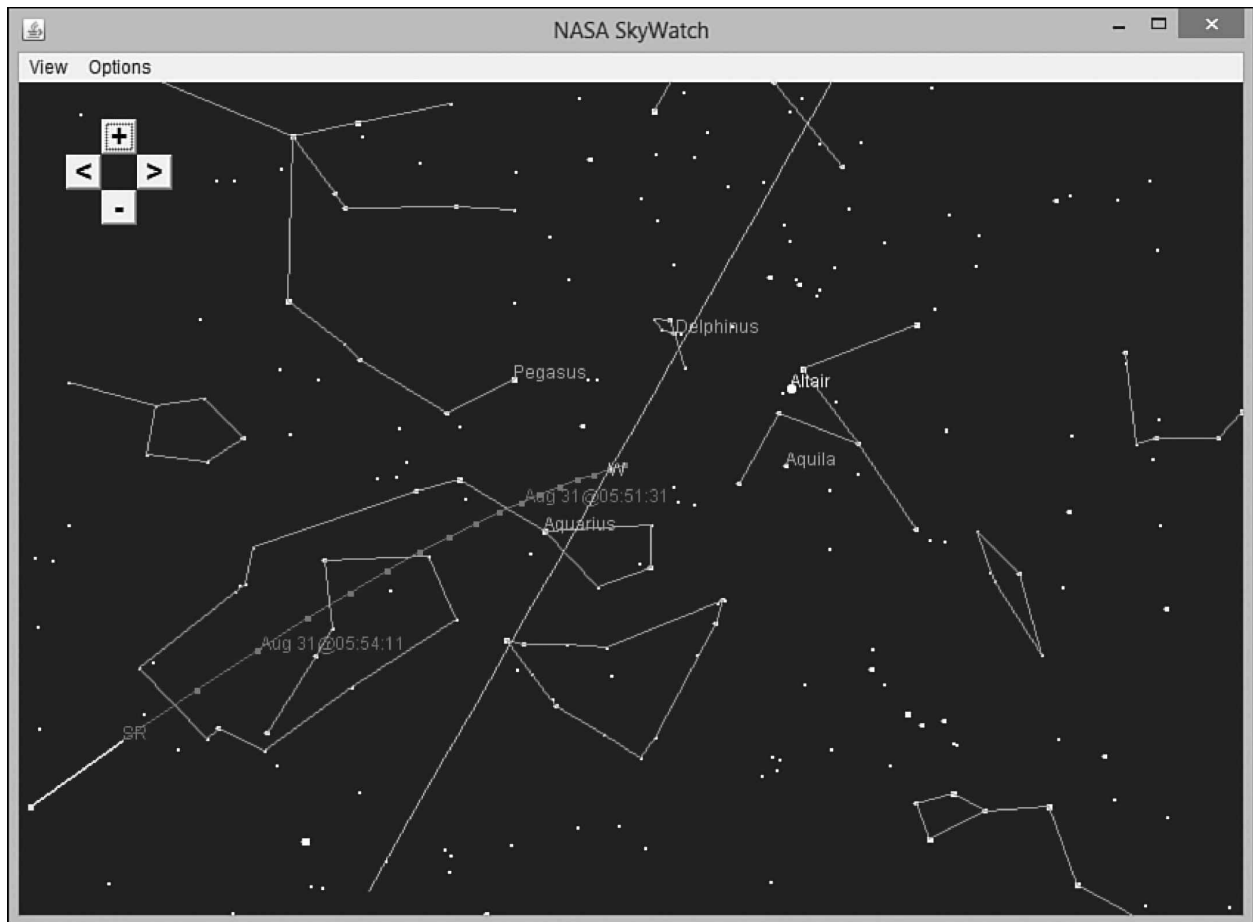 NASA SkyWatch
View Options
+
< >
-
Delphinus
Pegasus
Altair
Aquila
W
Aug 31@05:51:31
Aquarius
Aug 31@05:54:11
SR